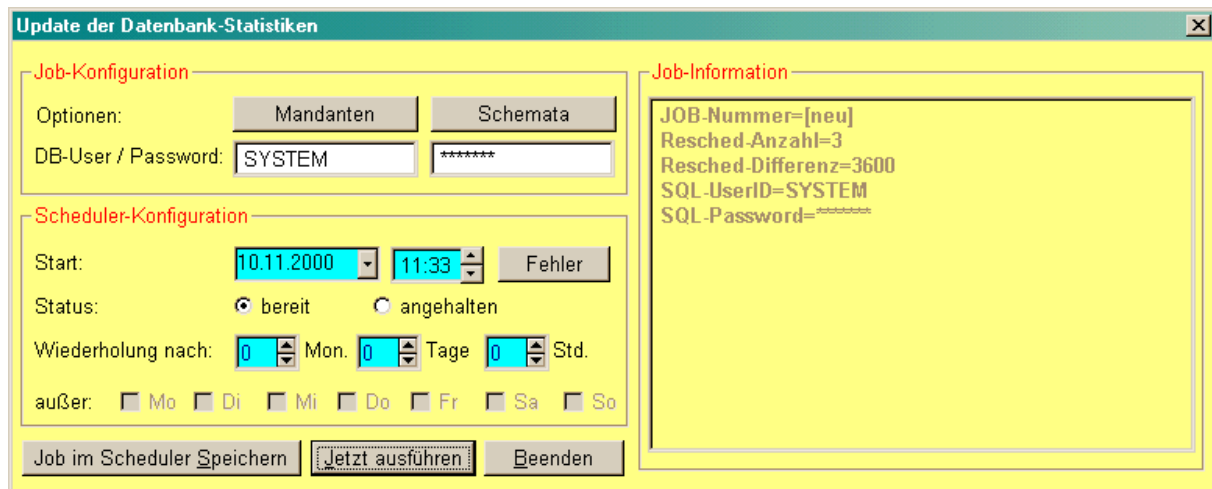 Update der Datenbank-Statistiken
Job-Konfiguration
Optionen: Mandanten Schemata
DB-User / Password: SYSTEM *******
Scheduler-Konfiguration
Start: 10.11.2000 11:33 Fehler
Status: bereit angehalten
Wiederholung nach: 0 Mon. 0 Tage 0 Std.
außer: Mo Di Mi Do Fr Sa So
Job im Scheduler Speichern Jetzt ausführen Beenden
Job-Information
JOB-Nummer=[neu]
Resched-Anzahl=3
Resched-Differenz=3600
SQL-UserID=SYSTEM
SQL-Password=********